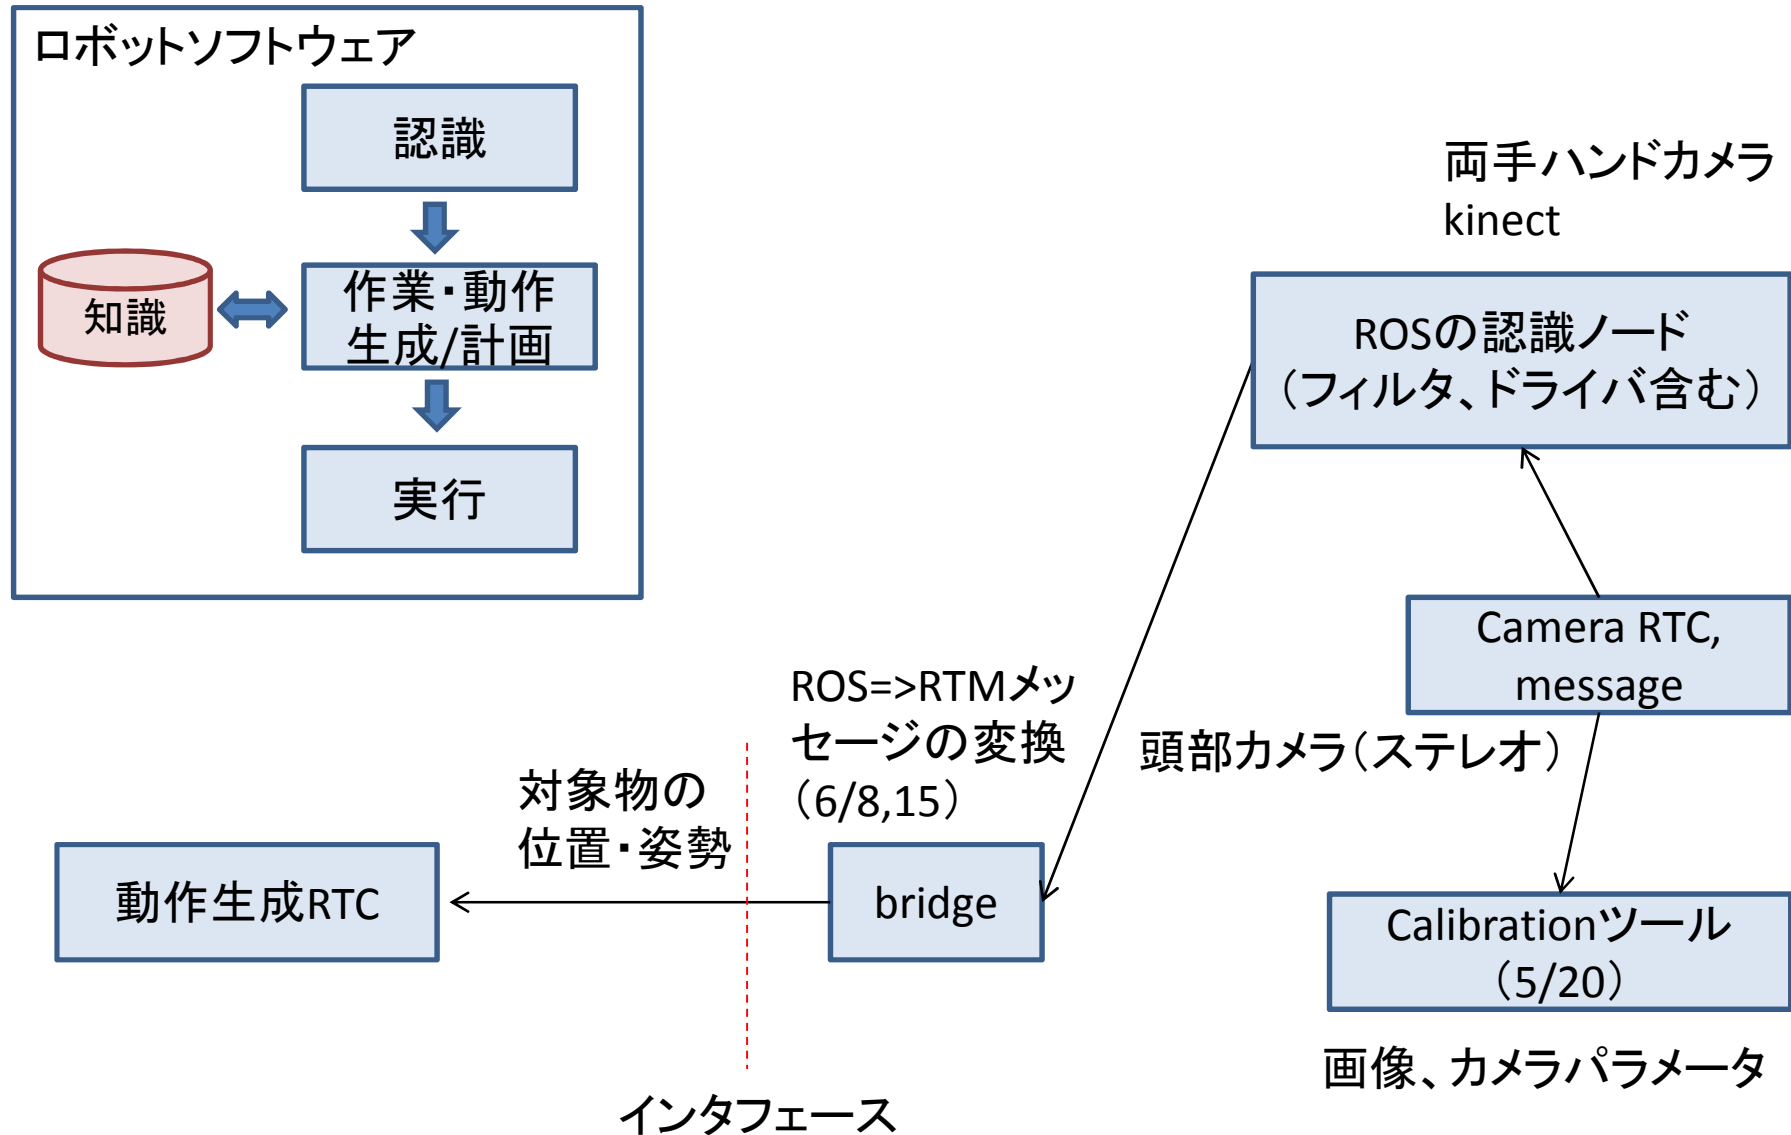 ロボットソフトウェア
認識
知識
作業・動作
生成/計画
実行
両手ハンドカメラ
kinect
ROSの認識ノード
（フィルタ、ドライバ含む）
Camera RTC,
message
頭部カメラ（ステレオ）
ROS=>RTMメッ
セージの変換
（6/8,15）
対象物の
位置・姿勢
動作生成RTC
bridge
Calibrationツール
（5/20）
画像、カメラパラメータ
インタフェース